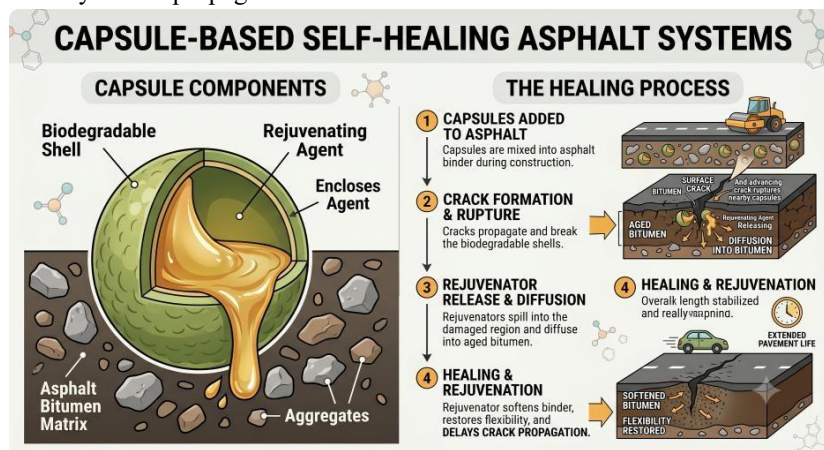 CAPSULE-BASED SELF-HEALING ASPHALT SYSTEMS
CAPSULE COMPONENTS
Biodegradable
Shell
Rejuvenating
Agent
Encloses
Agent
Asphalt
Bitumen
Matrix
Aggregates
THE HEALING PROCESS
1 CAPSULES ADDED
TO ASPHALT
Capsules are mixed into asphalt
binder during construction.
2 CRACK FORMATION
& RUPTURE
Cracks propagate and break
the biodegradable shells.
BITUMEN
SURFACE
CRACK
And advancing
crack ruptures
nearby capsules
AGED
BITUMEN
Rejuvenating Agent
Releasing
DIFFUSION
INTO BITUMEN
3 REJUVENATOR
RELEASE & DIFFUSION
Rejuvenators spill into the
damaged region and diffuse
into aged bitumen.
4 HEALING & REJUVENATION
length stabilized
and really
EXTENDED
PAVEMENT LIFE
4 HEALING &
REJUVENATION
Rejuvenator softens binder,
restores flexibility, and
DELAYS CRACK PROPAGATION.
SOFTENED
BITUMEN
FLEXIBILITY
RESTORED